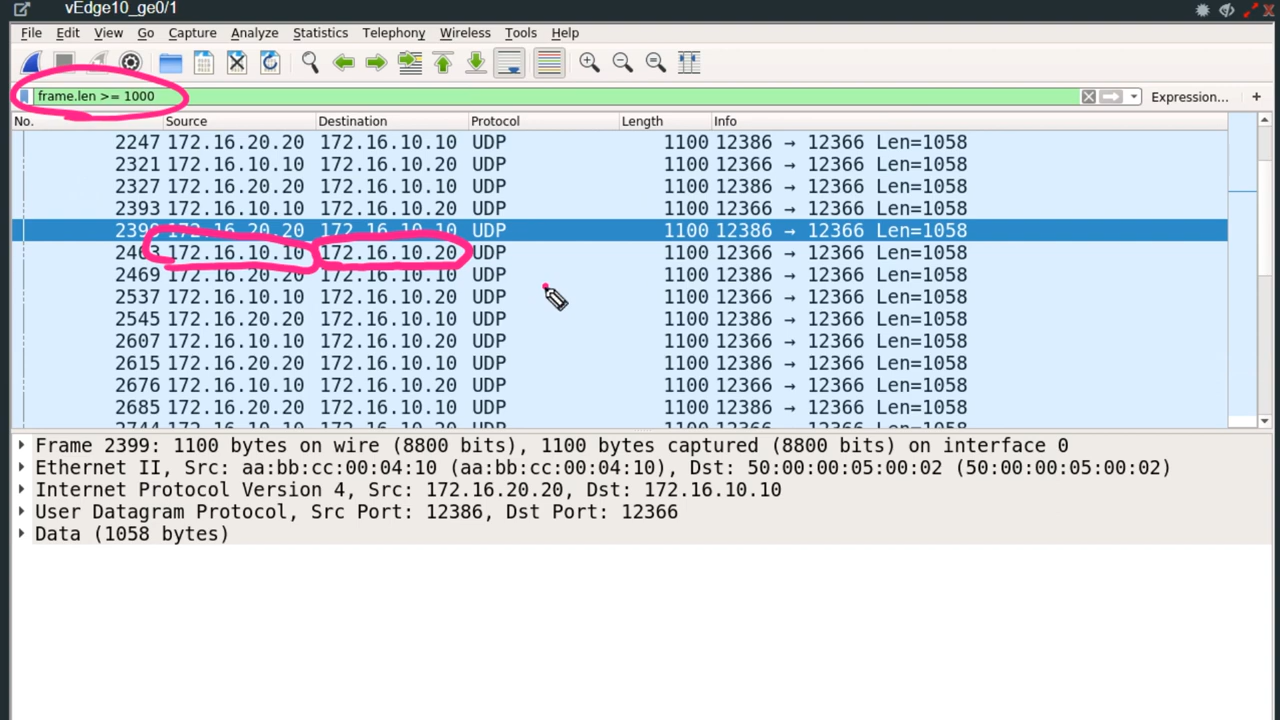 vEdge10_ge0/1
File Edit View Go Capture Analyze Statistics Telephony Wireless Tools Help
frame.len >= 1000 Expression... +
No. Source Destination Protocol Length Info
2247 172.16.20.20 172.16.10.10 UDP 1100 12386 → 12366 Len=1058
2321 172.16.10.10 172.16.10.20 UDP 1100 12366 → 12366 Len=1058
2327 172.16.20.20 172.16.10.10 UDP 1100 12386 → 12366 Len=1058
2393 172.16.10.10 172.16.10.20 UDP 1100 12366 → 12366 Len=1058
2399 172.16.20.20 172.16.10.10 UDP 1100 12386 → 12366 Len=1058
172.16.10.10 172.16.10.20 UDP 1100 12366 → 12366 Len=1058
2469 172.16.20.20 172.16.10.10 UDP 1100 12386 → 12366 Len=1058
2537 172.16.10.10 172.16.10.20 UDP 1100 12366 → 12366 Len=1058
2545 172.16.20.20 172.16.10.10 UDP 1100 12386 → 12366 Len=1058
2607 172.16.10.10 172.16.10.20 UDP 1100 12366 → 12366 Len=1058
2615 172.16.20.20 172.16.10.10 UDP 1100 12386 → 12366 Len=1058
2676 172.16.10.10 172.16.10.20 UDP 1100 12366 → 12366 Len=1058
2685 172.16.20.20 172.16.10.10 UDP 1100 12386 → 12366 Len=1058
Frame 2399: 1100 bytes on wire (8800 bits), 1100 bytes captured (8800 bits) on interface 0
Ethernet II, Src: aa:bb:cc:00:04:10 (aa:bb:cc:00:04:10), Dst: 50:00:00:05:00:02 (50:00:00:05:00:02)
Internet Protocol Version 4, Src: 172.16.20.20, Dst: 172.16.10.10
User Datagram Protocol, Src Port: 12386, Dst Port: 12366
Data (1058 bytes)